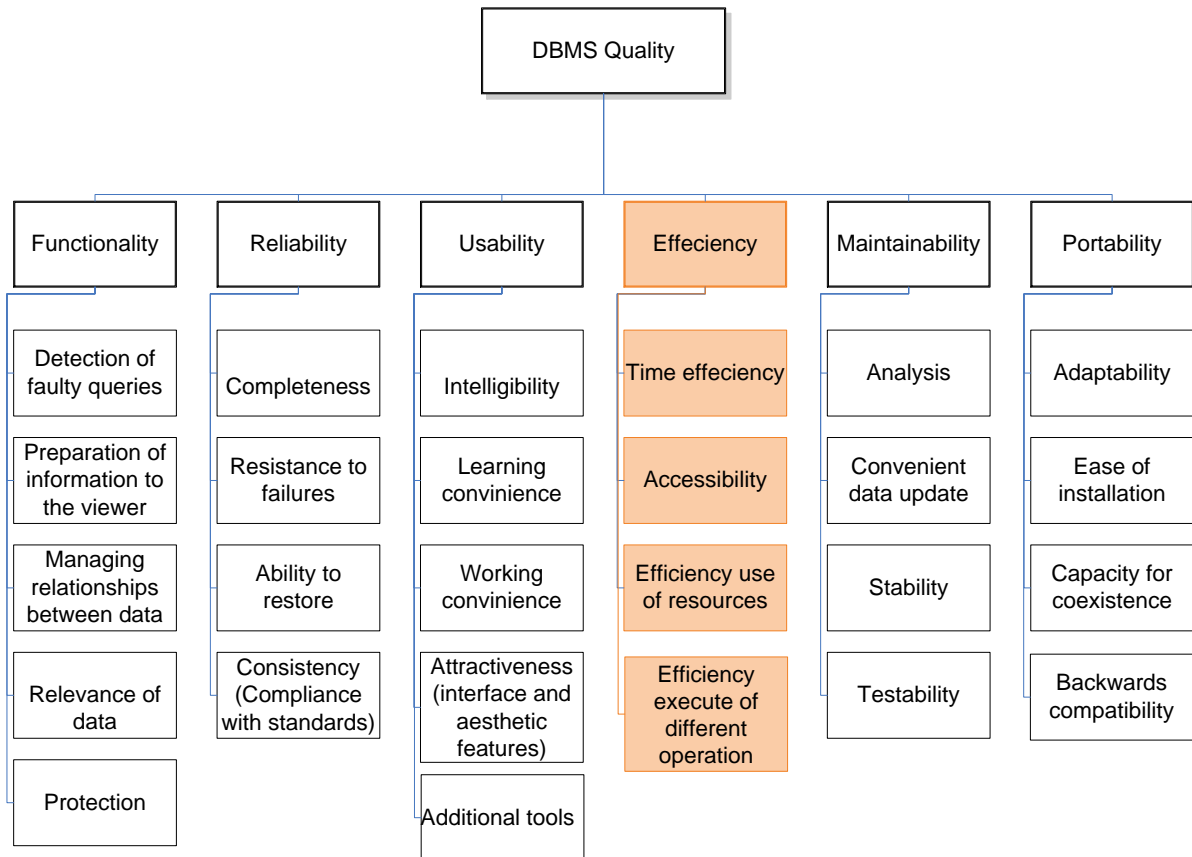 DBMS Quality
Functionality
Reliability
Usability
Effeciency
Maintainability
Portability
Detection of
faulty queries
Preparation of
information to
the viewer
Managing
relationships
between data
Relevance of
data
Protection
Completeness
Resistance to
failures
Ability to
restore
Consistency
(Compliance
with standards)
Intelligibility
Learning
convinience
Working
convinience
Attractiveness
(interface and
aesthetic
features)
Additional tools
Time effeciency
Accessibility
Efficiency use
of resources
Efficiency
execute of
different
operation
Analysis
Convenient
data update
Stability
Testability
Adaptability
Ease of
installation
Capacity for
coexistence
Backwards
compatibility